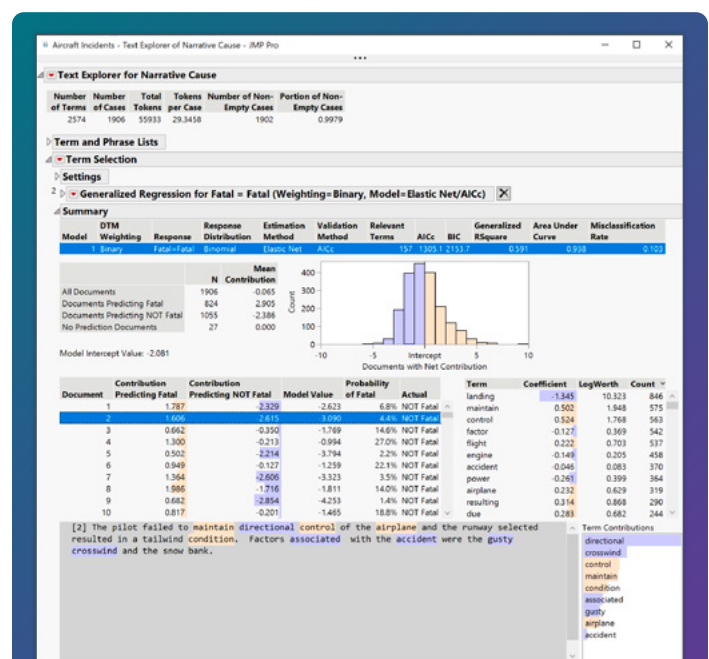 Aircraft Incidents - Text Explorer of Narrative Cause - JMP Pro
Text Explorer for Narrative Cause
Number Number Total Tokens Number of Non- Portion of Non-
of Terms of Cases Tokens per Case Empty Cases Empty Cases
2574 1906 55933 29.3458 1902 0.9979
Term and Phrase Lists
Term Selection
Settings
2 Generalized Regression for Fatal = Fatal (Weighting=Binary, Model=Elastic Net/AICc)
Summary
DTM Response Estimation Validation Relevant Generalized Area Under Misclassification
Model Weighting Response Distribution Method Method Terms AICc BIC RSquare Curve Rate
1 Binary Fatal=Fatal Binomial Elastic Net AICc 157 1305.1 2153.7 0.591 0.938 0.103
Mean
N Contribution
All Documents 1906 -0.065
Documents Predicting Fatal 824 2.905
Documents Predicting NOT Fatal 1055 -2.386
No Prediction Documents 27 0.000
Model Intercept Value: -2.081
Count
400
300
200
100
0
-10 -5 Intercept 5 10
Documents with Net Contribution
Contribution Contribution Probability
Document Predicting Fatal Predicting NOT Fatal Model Value of Fatal Actual
1 1.787 -2.329 -2.623 6.8% NOT Fatal
2 1.606 -2.615 -3.090 4.4% NOT Fatal
3 0.662 -0.350 -1.769 14.6% NOT Fatal
4 1.300 -0.213 -0.994 27.0% NOT Fatal
5 0.502 -2.214 -3.794 2.2% NOT Fatal
6 0.949 -0.127 -1.259 22.1% NOT Fatal
7 1.364 -2.606 -3.323 3.5% NOT Fatal
8 1.986 -1.716 -1.811 14.0% NOT Fatal
9 0.682 -2.854 -4.253 1.4% NOT Fatal
10 0.817 -0.201 -1.465 18.8% NOT Fatal
Term Coefficient LogWorth Count
landing -1.345 10.323 846
maintain 0.502 1.948 575
control 0.524 1.768 563
factor -0.127 0.369 542
flight 0.222 0.703 537
engine -0.149 0.205 458
accident -0.046 0.083 370
power -0.261 0.399 364
airplane 0.232 0.629 319
resulting 0.314 0.868 290
due 0.283 0.682 244
[2] The pilot failed to maintain directional control of the airplane and the runway selected
resulted in a tailwind condition. Factors associated with the accident were the gusty
crosswind and the snow bank.
Term Contributions
directional
crosswind
control
maintain
condition
associated
gusty
airplane
accident